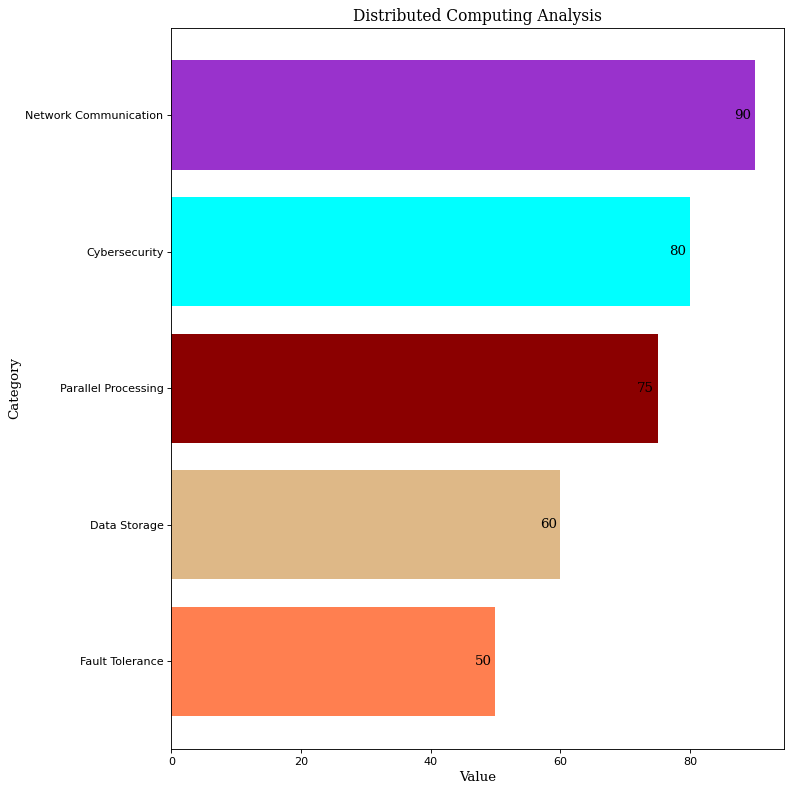 Distributed Computing Analysis
Network Communication
90
Cybersecurity
80
Parallel Processing
75
Data Storage
60
Fault Tolerance
50
Category
0
20
40
60
80
Value